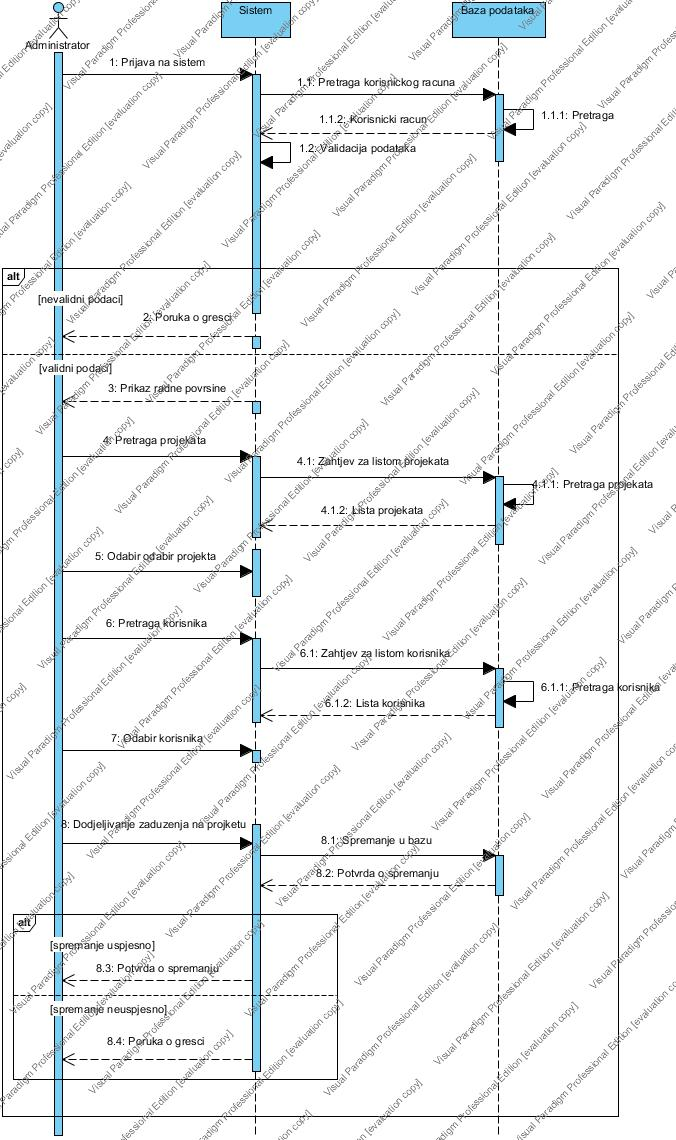 Sistem
Baza podataka
Administrator
1: Prijava na sistem
1.1: Pretraga korisnickog racuna
1.1.1: Pretraga
1.1.2: Korisnicki racun
1.2: Validacija podataka
alt
[nevalidni podaci]
2: Poruka o gresci
[validni podaci]
3: Prikaz radne povrsine
4: Pretraga projekata
4.1: Zahtjev za listom projekata
4.1.1: Pretraga projekata
4.1.2: Lista projekata
5: Odabir odabir projekta
6: Pretraga korisnika
6.1: Zahtjev za listom korisnika
6.1.1: Pretraga korisnika
6.1.2: Lista korisnika
7: Odabir korisnika
8: Dodjeljivanje zaduzenja na projketu
8.1: Spremanje u bazu
8.2: Potvrda o spremanju
alt
[spremanje uspjesno]
8.3: Potvrda o spremanju
[spremanje neuspjesno]
8.4: Poruka o gresci
Visual Paradigm Professional Edition [evaluation copy]